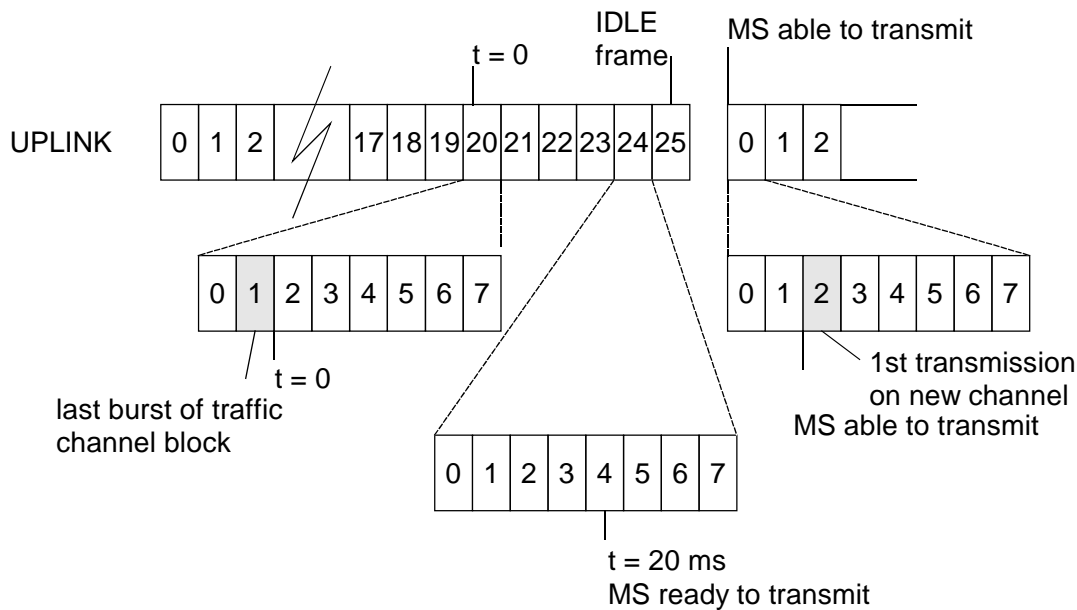 IDLE
frame
MS able to transmit
t = 0
UPLINK
0 1 2 17 18 19 20 21 22 23 24 25
0 1 2
0 1 2 3 4 5 6 7
0 1 2 3 4 5 6 7
t = 0
last burst of traffic
channel block
1st transmission
on new channel
MS able to transmit
0 1 2 3 4 5 6 7
t = 20 ms
MS ready to transmit